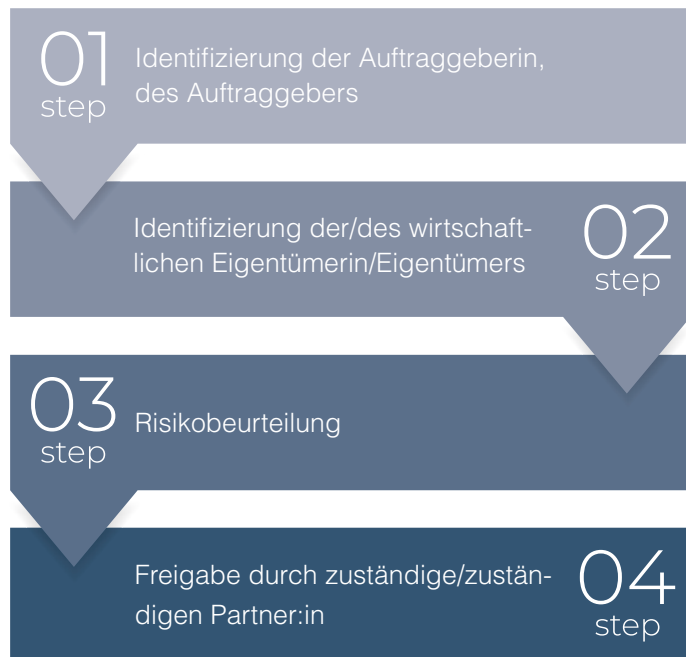 01
step
Identifizierung der Auftraggeberin,
des Auftraggebers
Identifizierung der/des wirtschaft-
lichen Eigentümerin/Eigentümers
02
step
03
step
Risikobeurteilung
Freigabe durch zuständige/zustän-
digen Partner:in
04
step